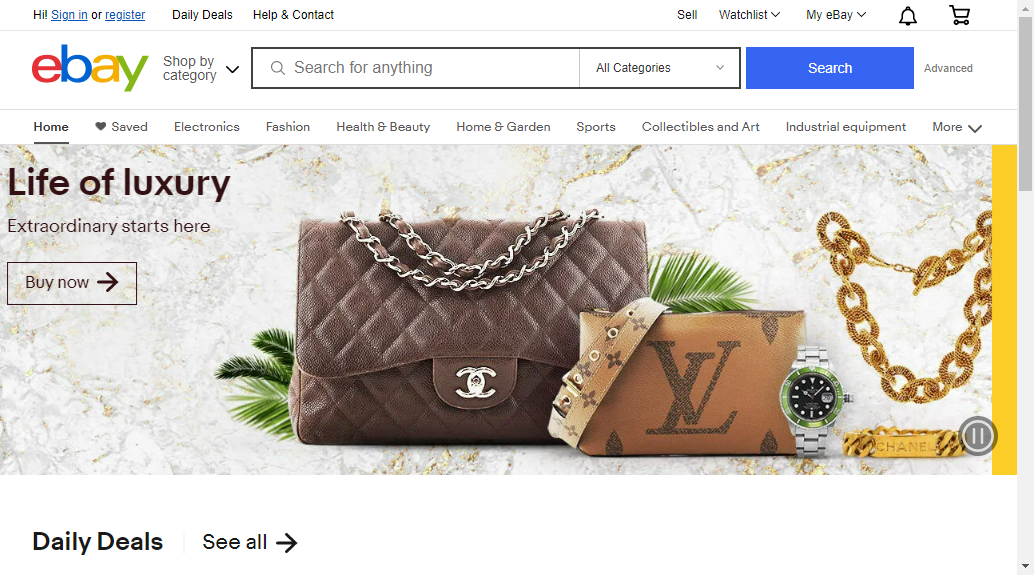 Hi! Sign in or register Daily Deals Help & Contact Sell Watchlist My eBay
ebay
Shop by
category
Search for anything All Categories Search Advanced
Home Saved Electronics Fashion Health & Beauty Home & Garden Sports Collectibles and Art Industrial equipment More
Life of luxury
Extraordinary starts here
Buy now
LV
CHANEL
Daily Deals See all